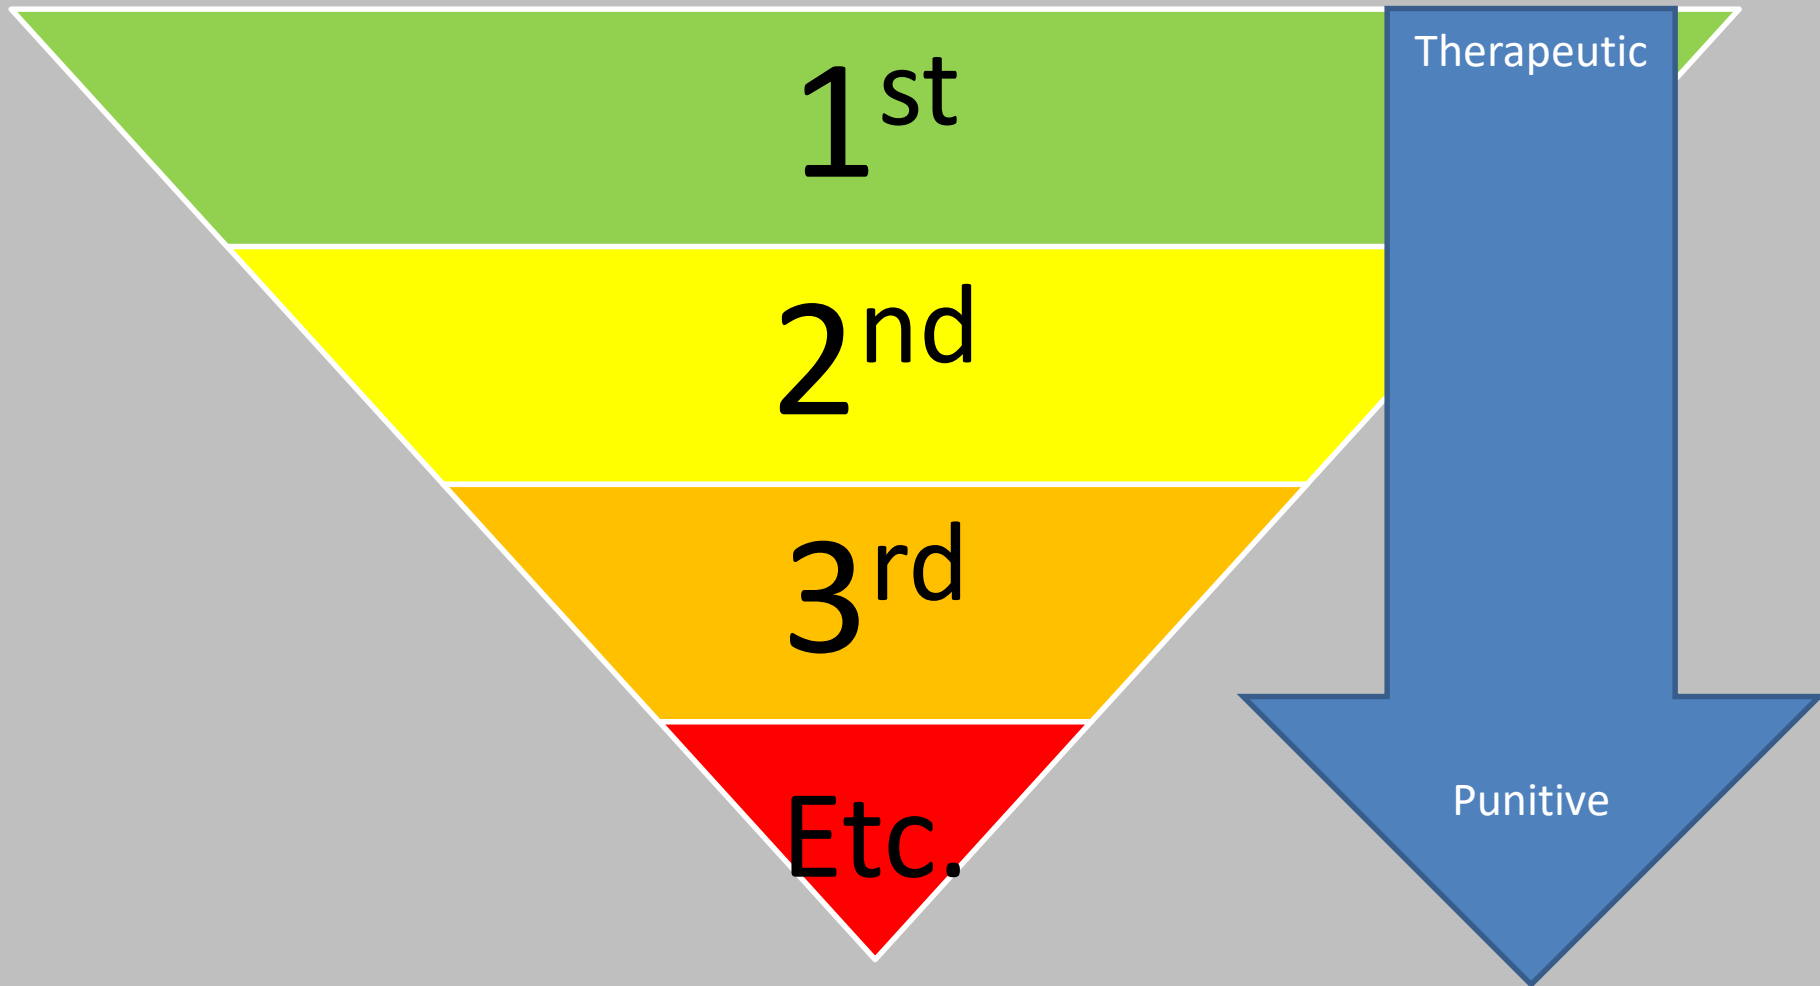 1st
Therapeutic
2nd
3rd
Punitive
Etc.